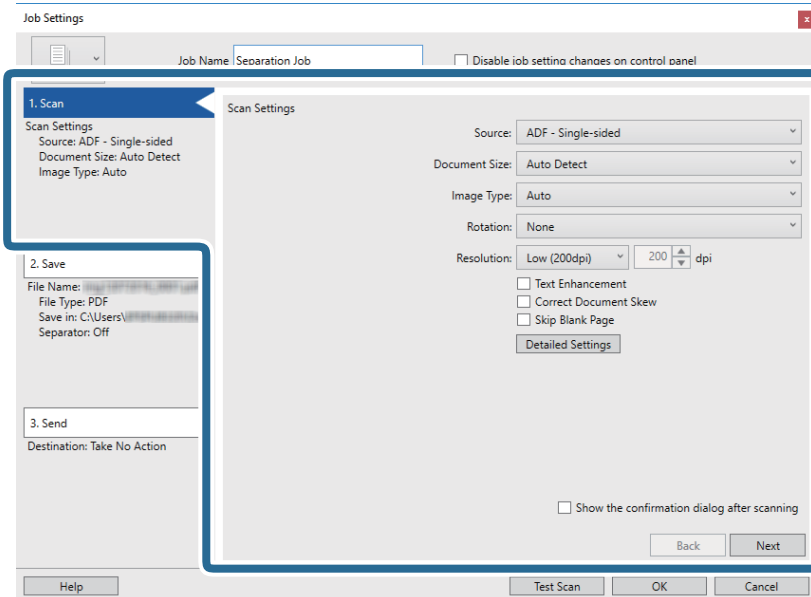 Job Settings
x
Job Name Separation Job
Disable job setting changes on control panel
1. Scan
Scan Settings
Source: ADF - Single-sided
Document Size: Auto Detect
Image Type: Auto
2. Save
File Name:
File Type: PDF
Save in: C:\Users\
Separator: Off
3. Send
Destination: Take No Action
Scan Settings
Source: ADF - Single-sided
Document Size: Auto Detect
Image Type: Auto
Rotation: None
Resolution: Low (200dpi) 200 dpi
Text Enhancement
Correct Document Skew
Skip Blank Page
Detailed Settings
Show the confirmation dialog after scanning
Back Next
Help Test Scan OK Cancel